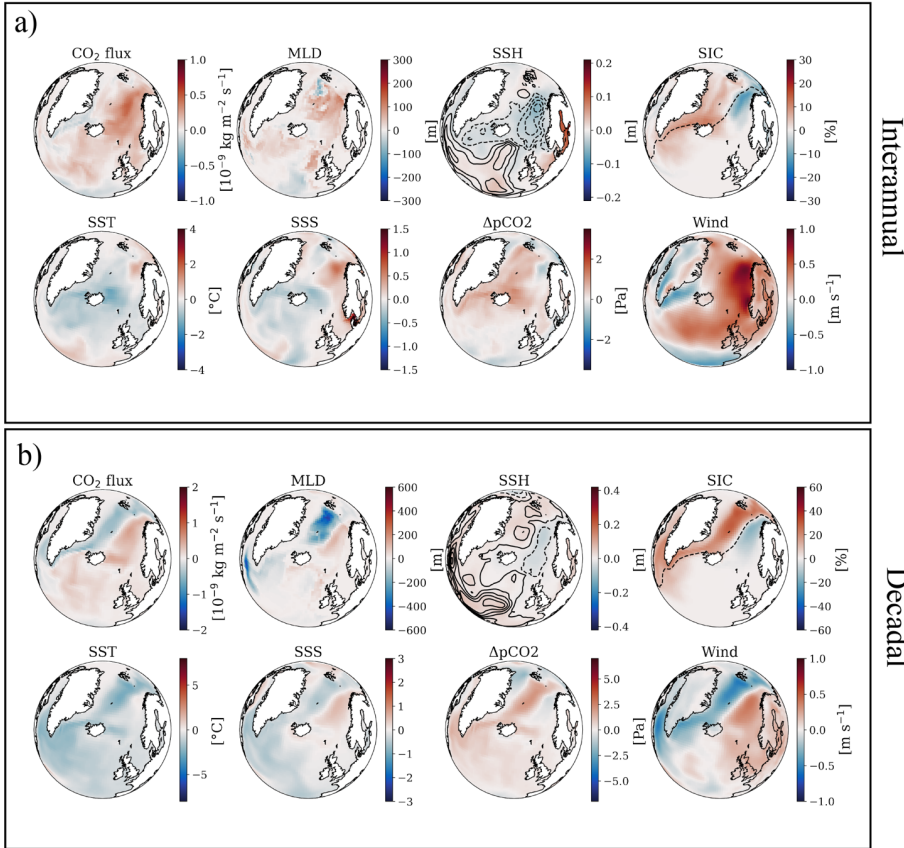 a)
CO₂ flux
1.0
0.5
0.0
−0.5
−1.0
[10⁻⁹ kg m⁻² s⁻¹]
MLD
300
200
100
0
−100
−200
−300
[m]
SSH
0.2
0.1
0.0
−0.1
−0.2
[m]
SIC
30
20
10
0
−10
−20
−30
[%]
SST
4
2
0
−2
−4
[°C]
SSS
1.5
1.0
0.5
0.0
−0.5
−1.0
−1.5
ΔpCO2
2
0
−2
[Pa]
Wind
1.0
0.5
0.0
−0.5
−1.0
[m s⁻¹]
Interannual
b)
CO₂ flux
2
1
0
−1
−2
[10⁻⁹ kg m⁻² s⁻¹]
MLD
600
400
200
0
−200
−400
−600
[m]
SSH
0.4
0.2
0.0
−0.2
−0.4
[m]
SIC
60
40
20
0
−20
−40
−60
[%]
SST
5
0
−5
[°C]
SSS
3
2
1
0
−1
−2
−3
ΔpCO2
5.0
2.5
0.0
−2.5
−5.0
[Pa]
Wind
1.0
0.5
0.0
−0.5
−1.0
[m s⁻¹]
Decadal